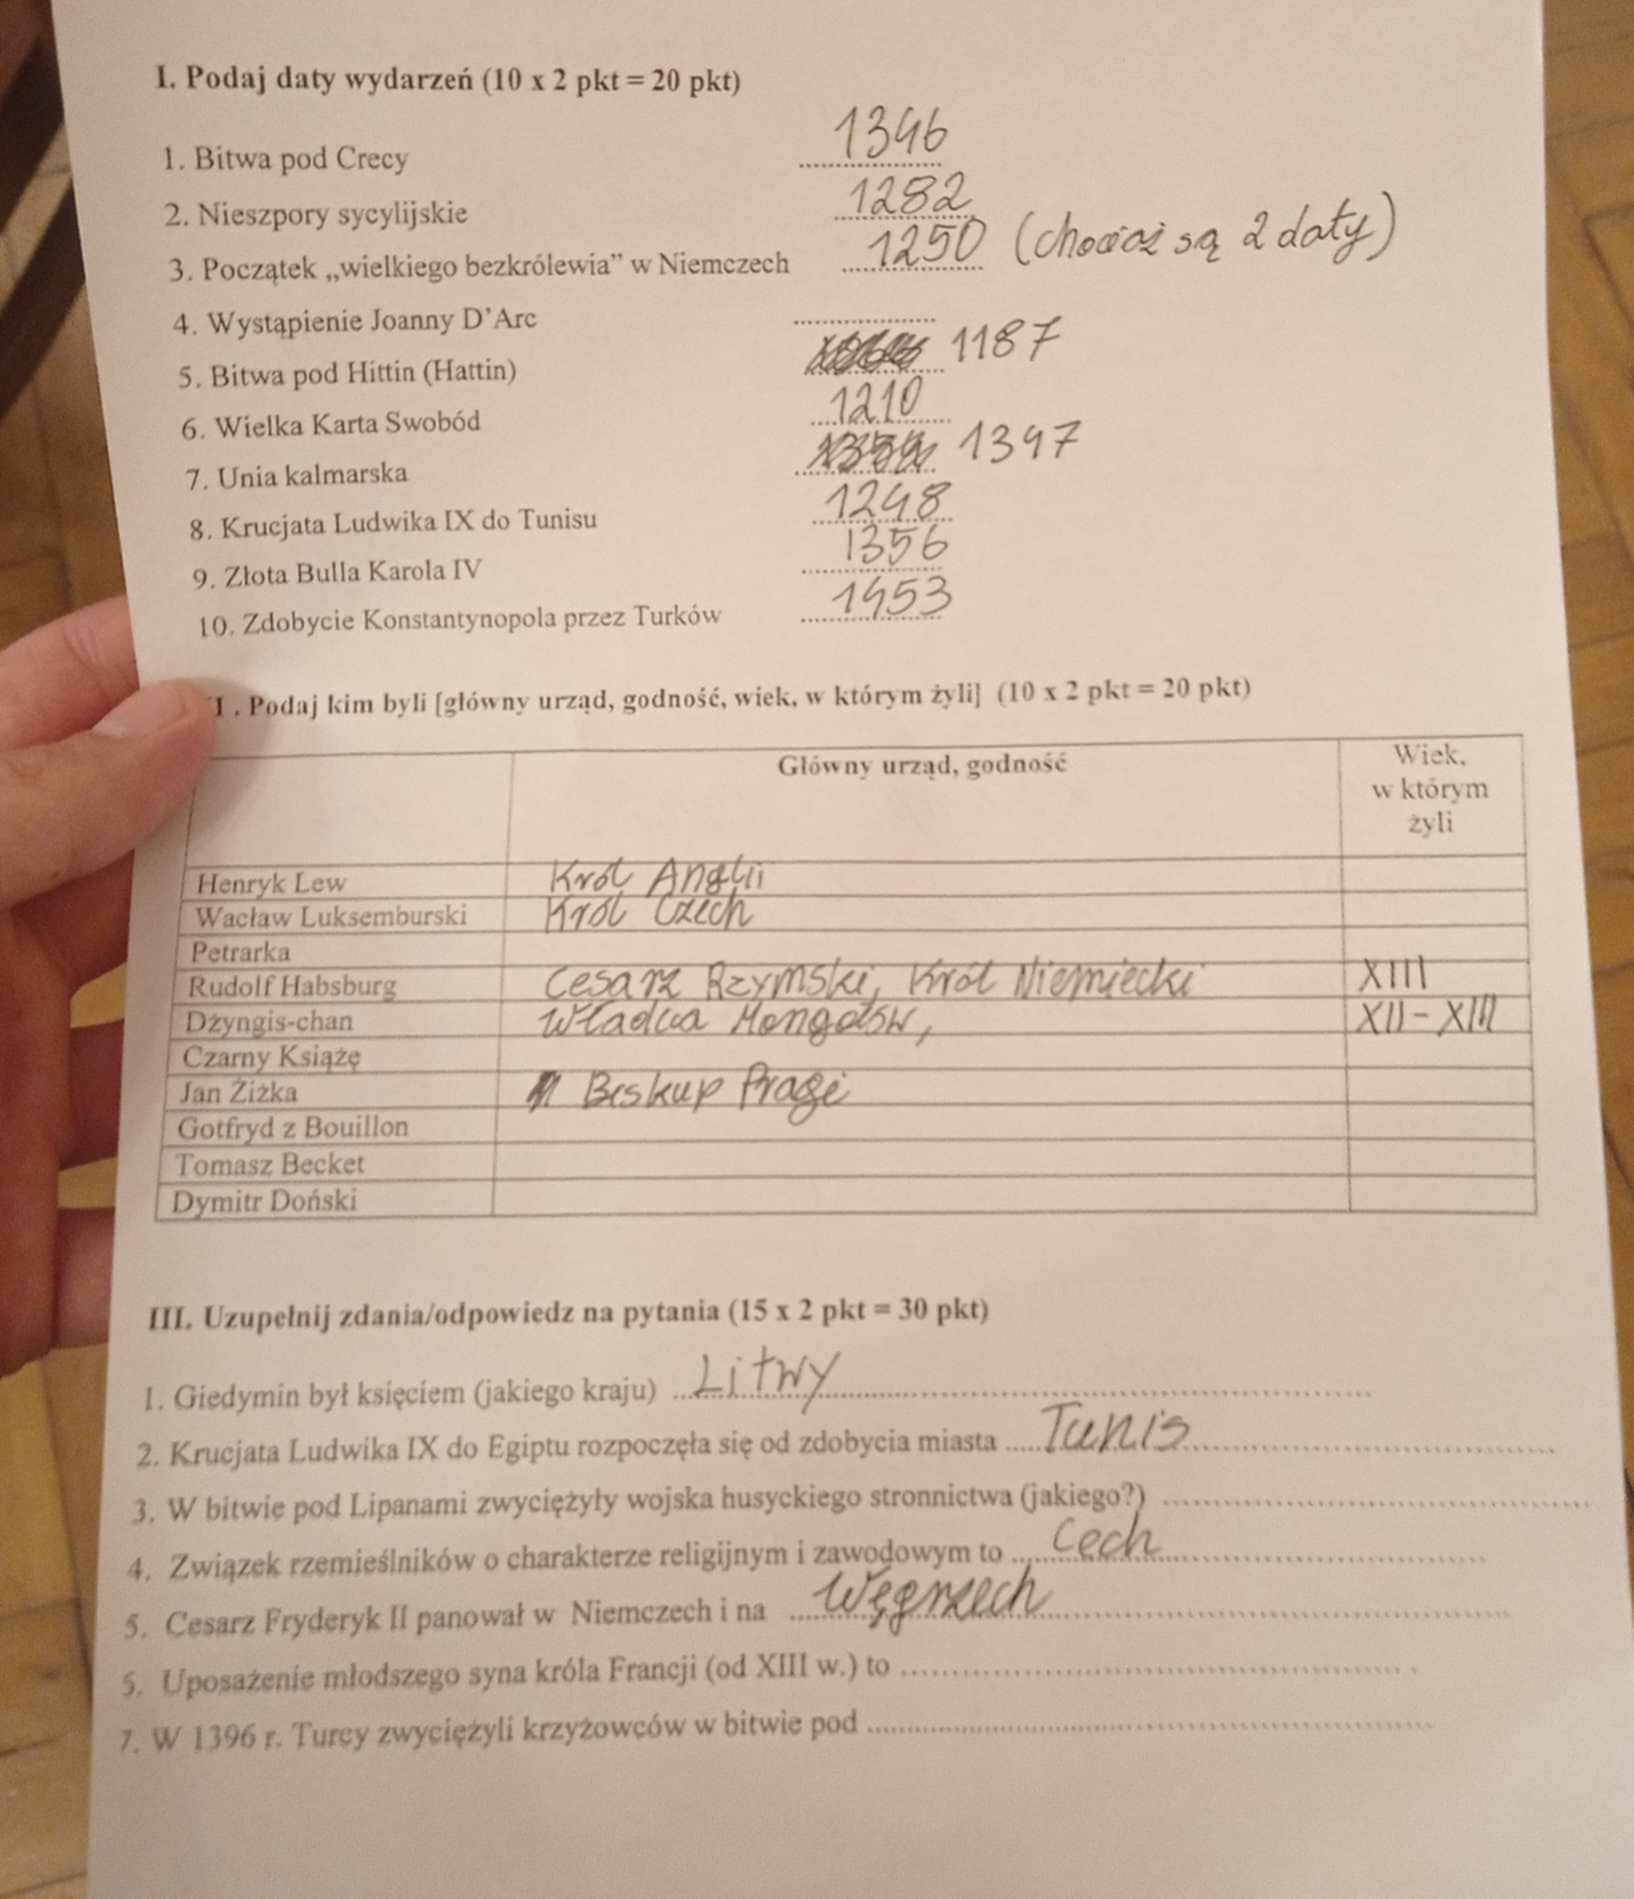 I. Podaj daty wydarzeń (10 x 2 pkt = 20 pkt)
1. Bitwa pod Crecy 1346
2. Nieszpory sycylijskie 1282
3. Początek „wielkiego bezkrólewia” w Niemczech 1250 (chociaż są 2 daty)
4. Wystąpienie Joanny D’Arc
5. Bitwa pod Hittin (Hattin) 1187
6. Wielka Karta Swobód 1210
7. Unia kalmarska 1397
8. Krucjata Ludwika IX do Tunisu 1248
9. Złota Bulla Karola IV 1356
10. Zdobycie Konstantynopola przez Turków 1453
I . Podaj kim byli [główny urząd, godność, wiek, w którym żyli] (10 x 2 pkt = 20 pkt)
Główny urząd, godność Wiek,
w którym
żyli
Henryk Lew Król Anglii
Wacław Luksemburski Król Czech
Petrarka
Rudolf Habsburg Cesarz Rzymski, Król Niemiecki XIII
Dżyngis-chan Władca Mongołów, XII - XIII
Czarny Książę
Jan Žižka Biskup Pragi
Gotfryd z Bouillon
Tomasz Becket
Dymitr Doński
III. Uzupełnij zdania/odpowiedz na pytania (15 x 2 pkt = 30 pkt)
1. Giedymin był księciem (jakiego kraju) Litwy
2. Krucjata Ludwika IX do Egiptu rozpoczęła się od zdobycia miasta Tunis
3. W bitwie pod Lipanami zwyciężyły wojska husyckiego stronnictwa (jakiego?)
4. Związek rzemieślników o charakterze religijnym i zawodowym to Cech
5. Cesarz Fryderyk II panował w Niemczech i na Węgrzech
6. Uposażenie młodszego syna króla Francji (od XIII w.) to
7. W 1396 r. Turcy zwyciężyli krzyżowców w bitwie pod